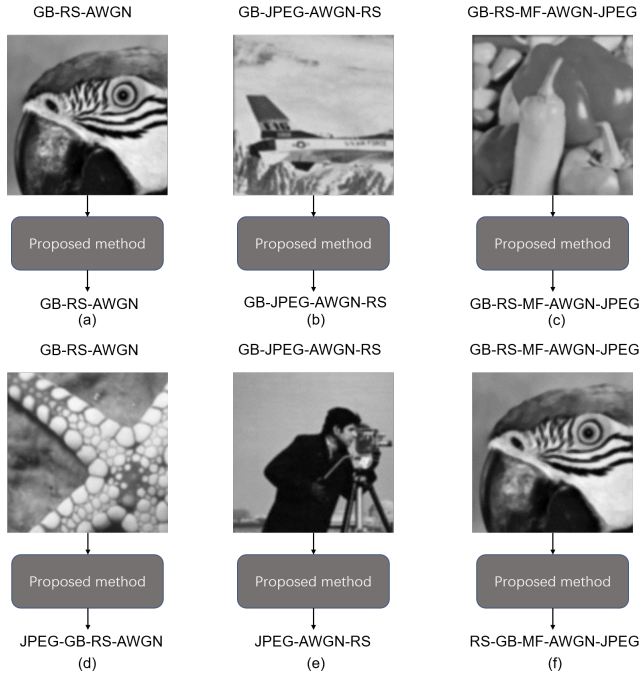 GB-RS-AWGN GB-JPEG-AWGN-RS GB-RS-MF-AWGN-JPEG
F16
U.S. AIR FORCE
Proposed method Proposed method Proposed method
GB-RS-AWGN GB-JPEG-AWGN-RS GB-RS-MF-AWGN-JPEG
(a) (b) (c)
GB-RS-AWGN GB-JPEG-AWGN-RS GB-RS-MF-AWGN-JPEG
Proposed method Proposed method Proposed method
JPEG-GB-RS-AWGN JPEG-AWGN-RS RS-GB-MF-AWGN-JPEG
(d) (e) (f)